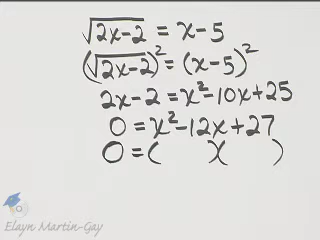 √2x-2 = x-5
(√2x-2)² = (x-5)²
2x-2 = x²-10x+25
0 = x²-12x+27
0 = (      )(      )
Elayn Martin-Gay